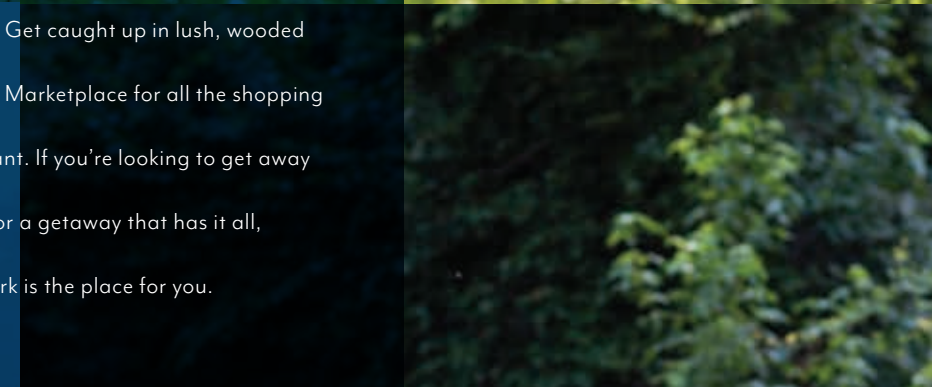 Get caught up in lush, wooded
Marketplace for all the shopping
nt. If you're looking to get away
or a getaway that has it all,
rk is the place for you.